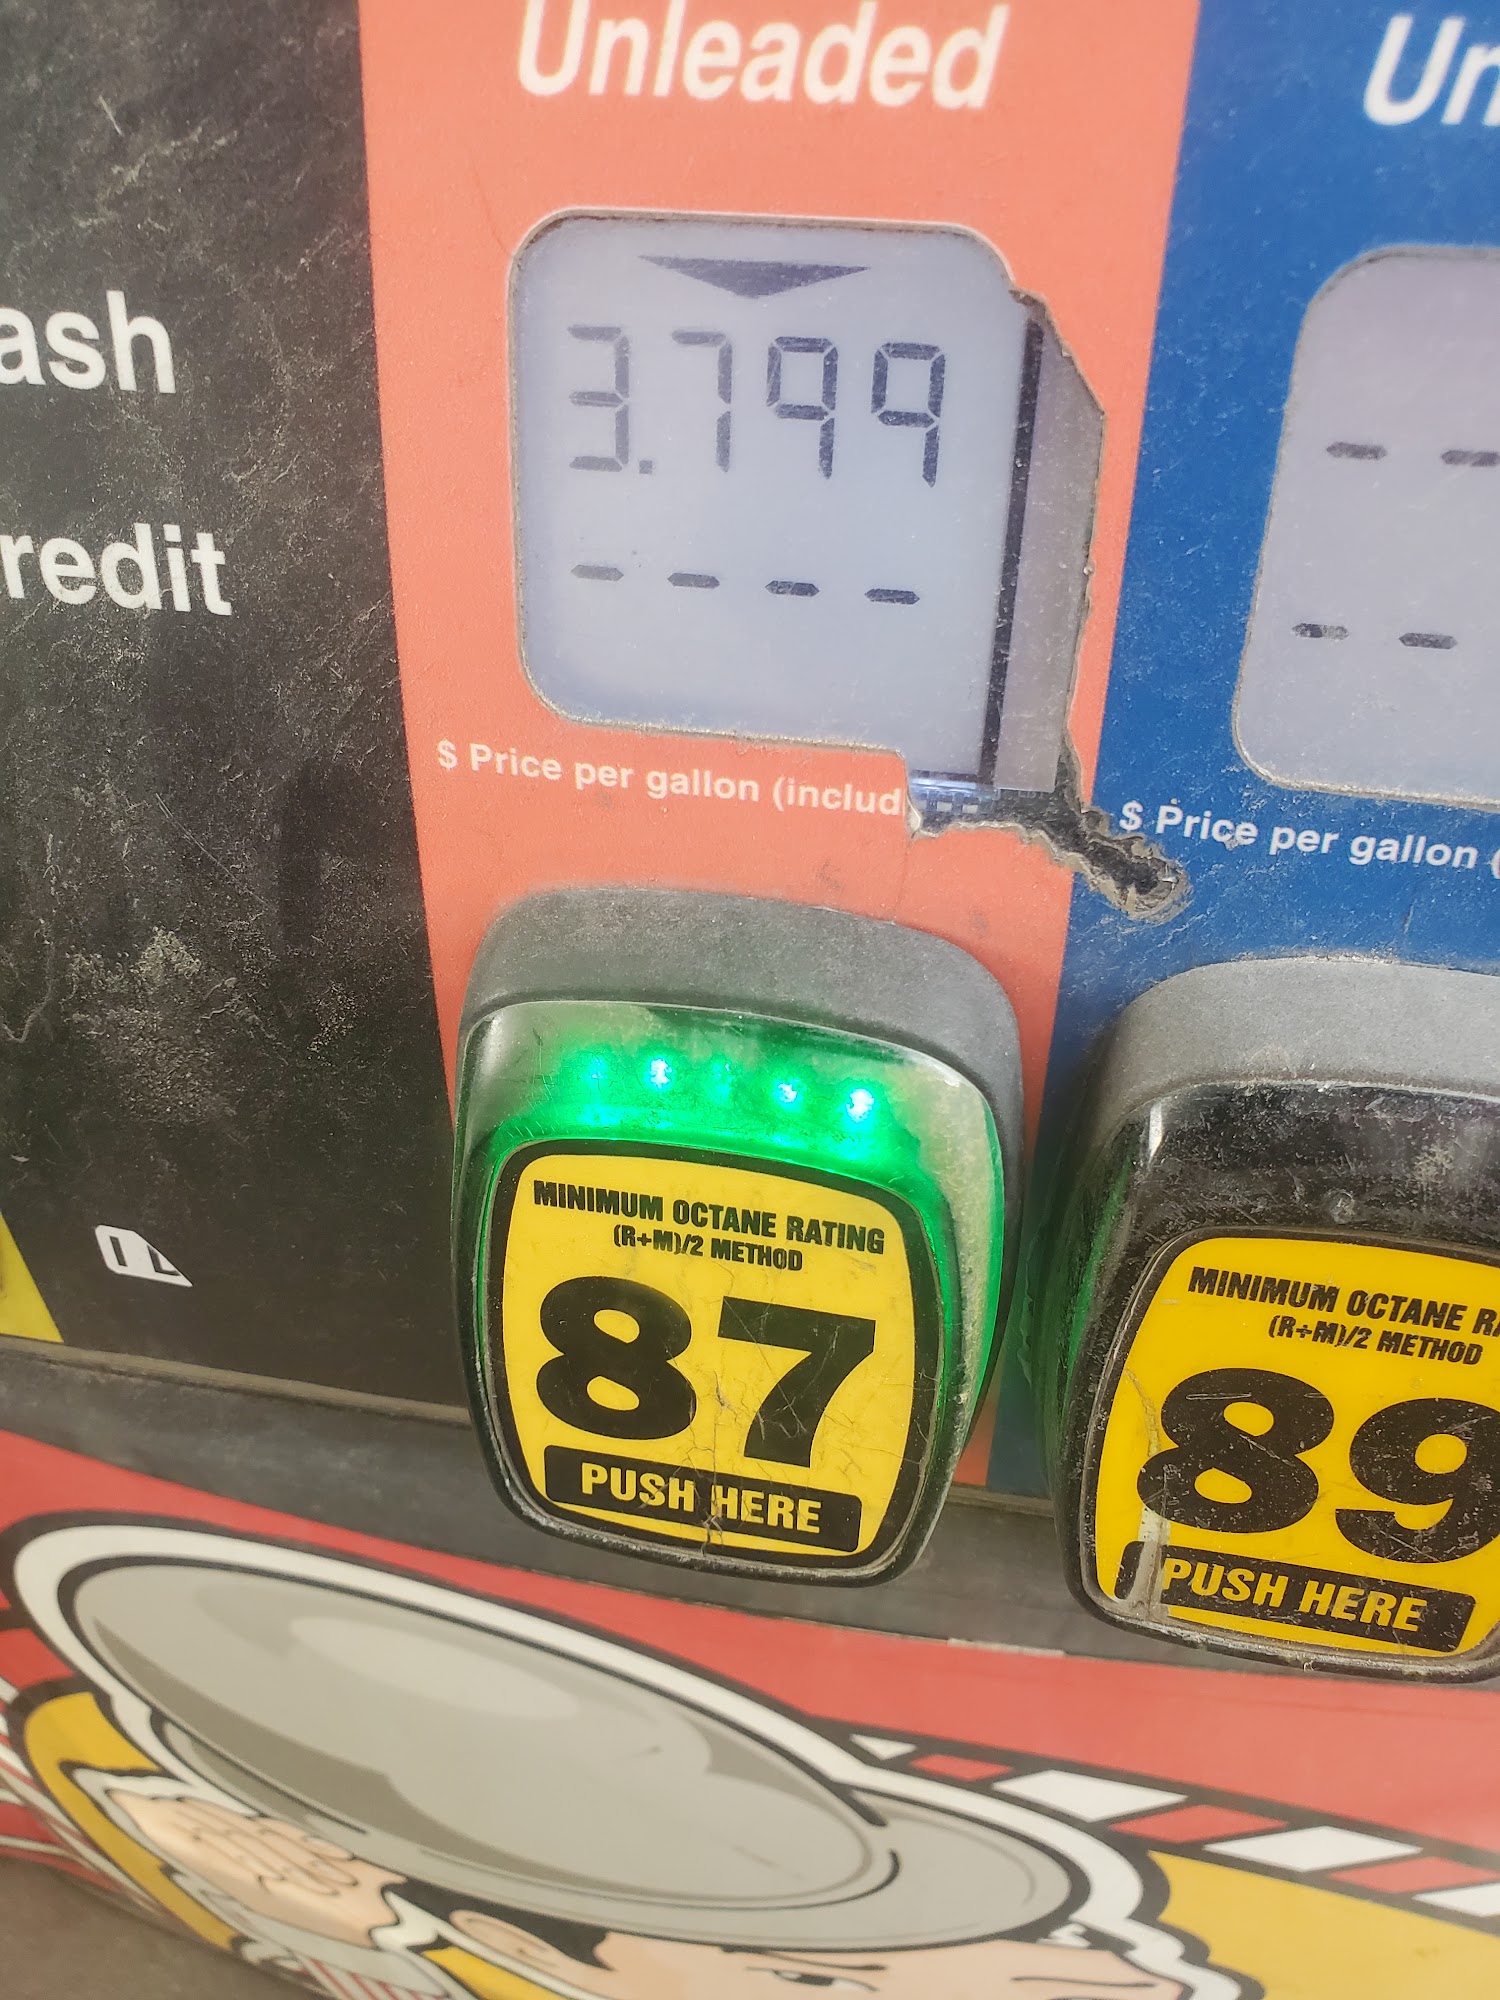 Unleaded
Un
ash
3.799
redit
- - - -
- -
- -
$ Price per gallon (includ
$ Price per gallon (
MINIMUM OCTANE RATING
(R+M)/2 METHOD
87
PUSH HERE
MINIMUM OCTANE RA
(R+M)/2 METHOD
89
PUSH HERE